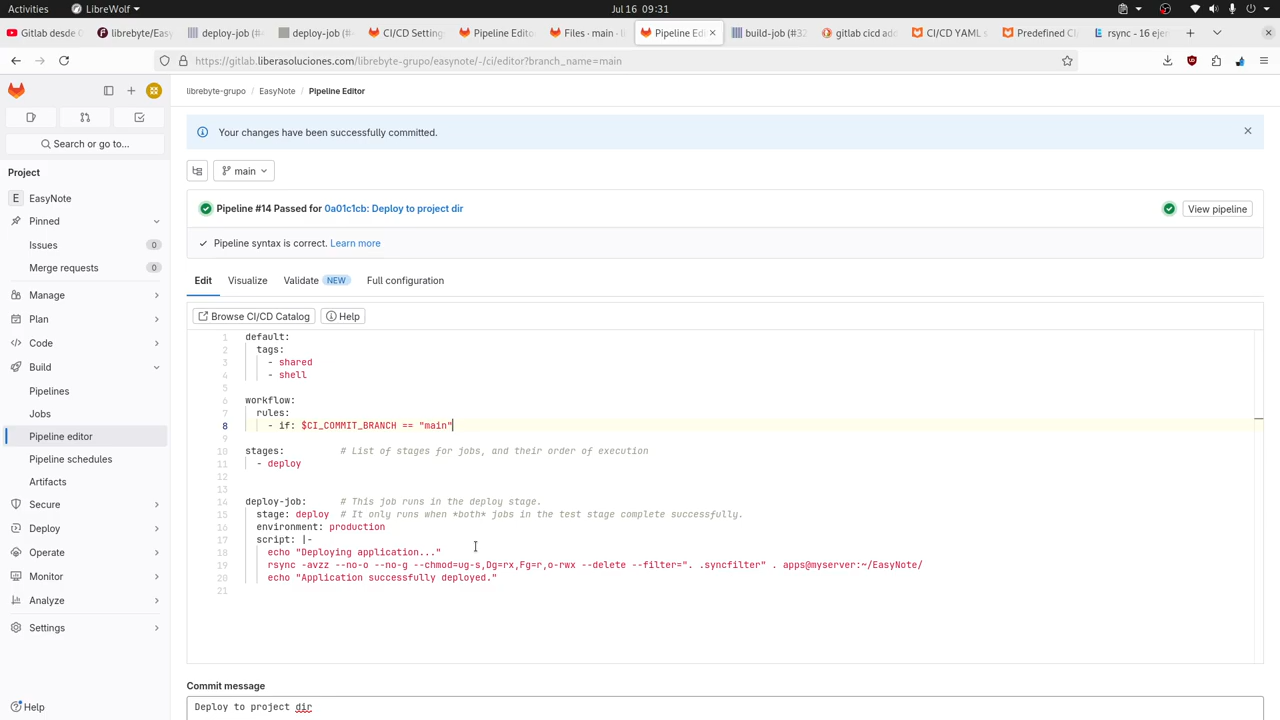 Activities
LibreWolf
Jul 16 09:31
Gitlab desde
librebyte/Easy
deploy-job (#
deploy-job (#
CI/CD Setting
Pipeline Edito
Files · main · l
Pipeline Edi
build-job (#32
gitlab cicd add
CI/CD YAML s
Predefined CI,
rsync - 16 ejen
https://gitlab.liberasoluciones.com/librebyte-grupo/easynote/-/ci/editor?branch_name=main
librebyte-grupo / EasyNote / Pipeline Editor
Your changes have been successfully committed.
Search or go to...
main
Project
E EasyNote
Pinned
Issues 0
Merge requests 0
Manage
Plan
Code
Build
Pipelines
Jobs
Pipeline editor
Pipeline schedules
Artifacts
Secure
Deploy
Operate
Monitor
Analyze
Settings
Help
Pipeline #14 Passed for 0a01c1cb: Deploy to project dir
View pipeline
Pipeline syntax is correct. Learn more
Edit Visualize Validate NEW Full configuration
Browse CI/CD Catalog Help
1 default:
2   tags:
3     - shared
4     - shell
5
6 workflow:
7   rules:
8     - if: $CI_COMMIT_BRANCH == "main"
9
10 stages:          # List of stages for jobs, and their order of execution
11   - deploy
12
13
14 deploy-job:      # This job runs in the deploy stage.
15   stage: deploy  # It only runs when *both* jobs in the test stage complete successfully.
16   environment: production
17   script: |-
18     echo "Deploying application..."
19     rsync -avzz --no-o --no-g --chmod=ug-s,Dg=rx,Fg=r,o-rwx --delete --filter=". .syncfilter" . apps@myserver:~/EasyNote/
20     echo "Application successfully deployed."
21
Commit message
Deploy to project dir